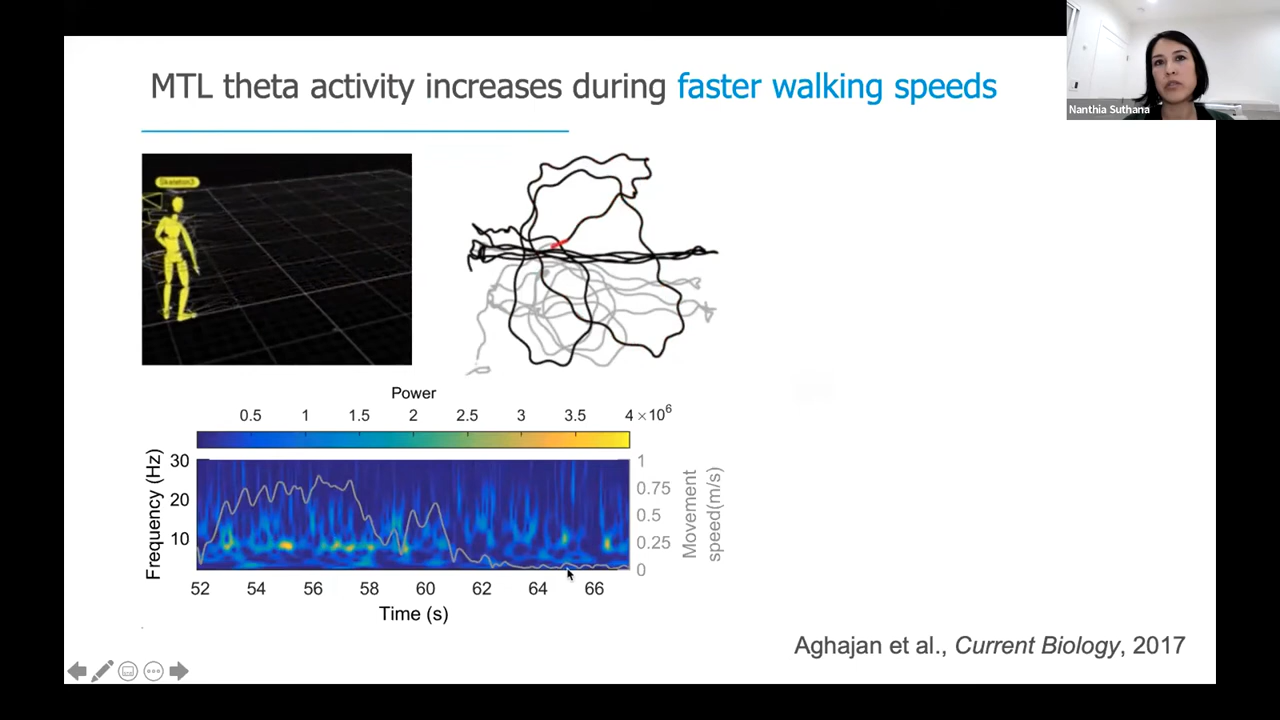 MTL theta activity increases during faster walking speeds
Nanthia Suthana
Skeleton3
Power
0.5 1 1.5 2 2.5 3 3.5 4 ×10⁶
Frequency (Hz)
30
20
10
1
0.75
0.5
0.25
0
Movement
speed(m/s)
52 54 56 58 60 62 64 66
Time (s)
Aghajan et al., Current Biology, 2017